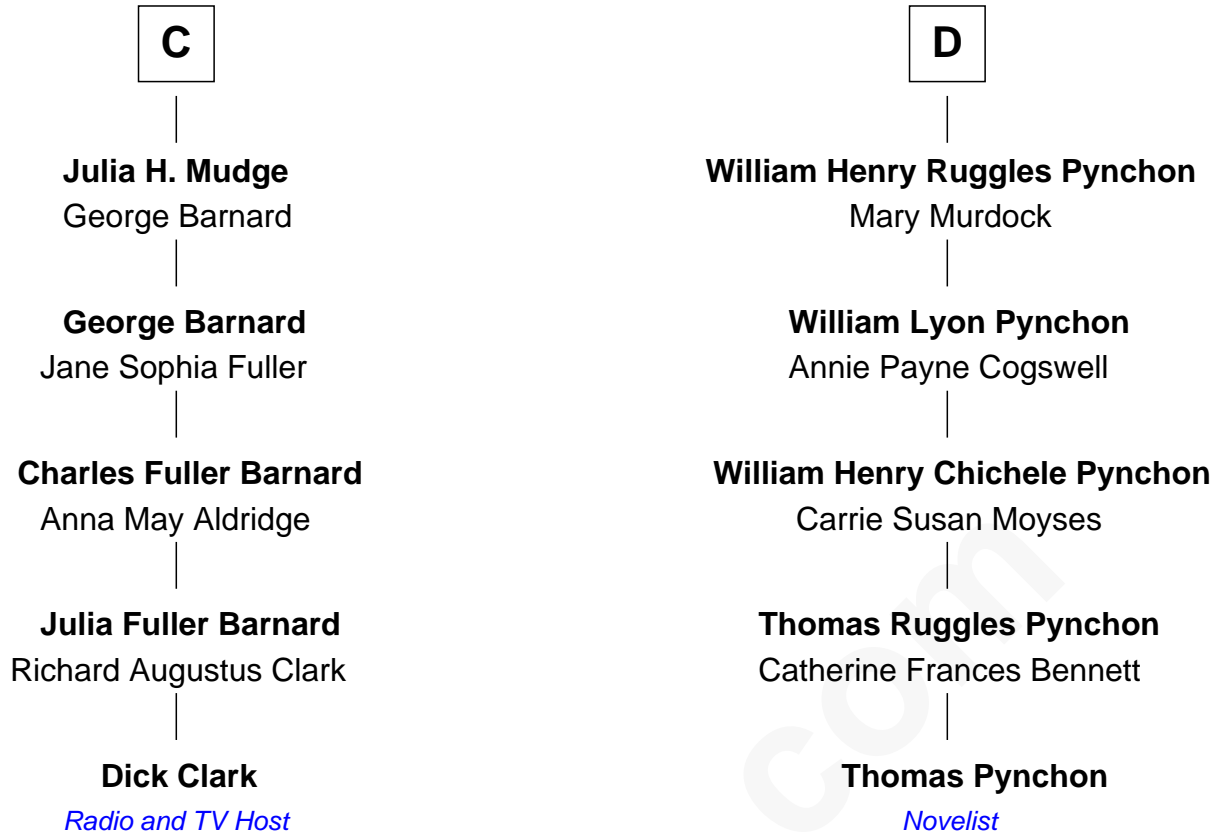 C
Julia H. Mudge
George Barnard
George Barnard
Jane Sophia Fuller
Charles Fuller Barnard
Anna May Aldridge
Julia Fuller Barnard
Richard Augustus Clark
Dick Clark
Radio and TV Host
D
William Henry Ruggles Pynchon
Mary Murdock
William Lyon Pynchon
Annie Payne Cogswell
William Henry Chichele Pynchon
Carrie Susan Moyses
Thomas Ruggles Pynchon
Catherine Frances Bennett
Thomas Pynchon
Novelist
com